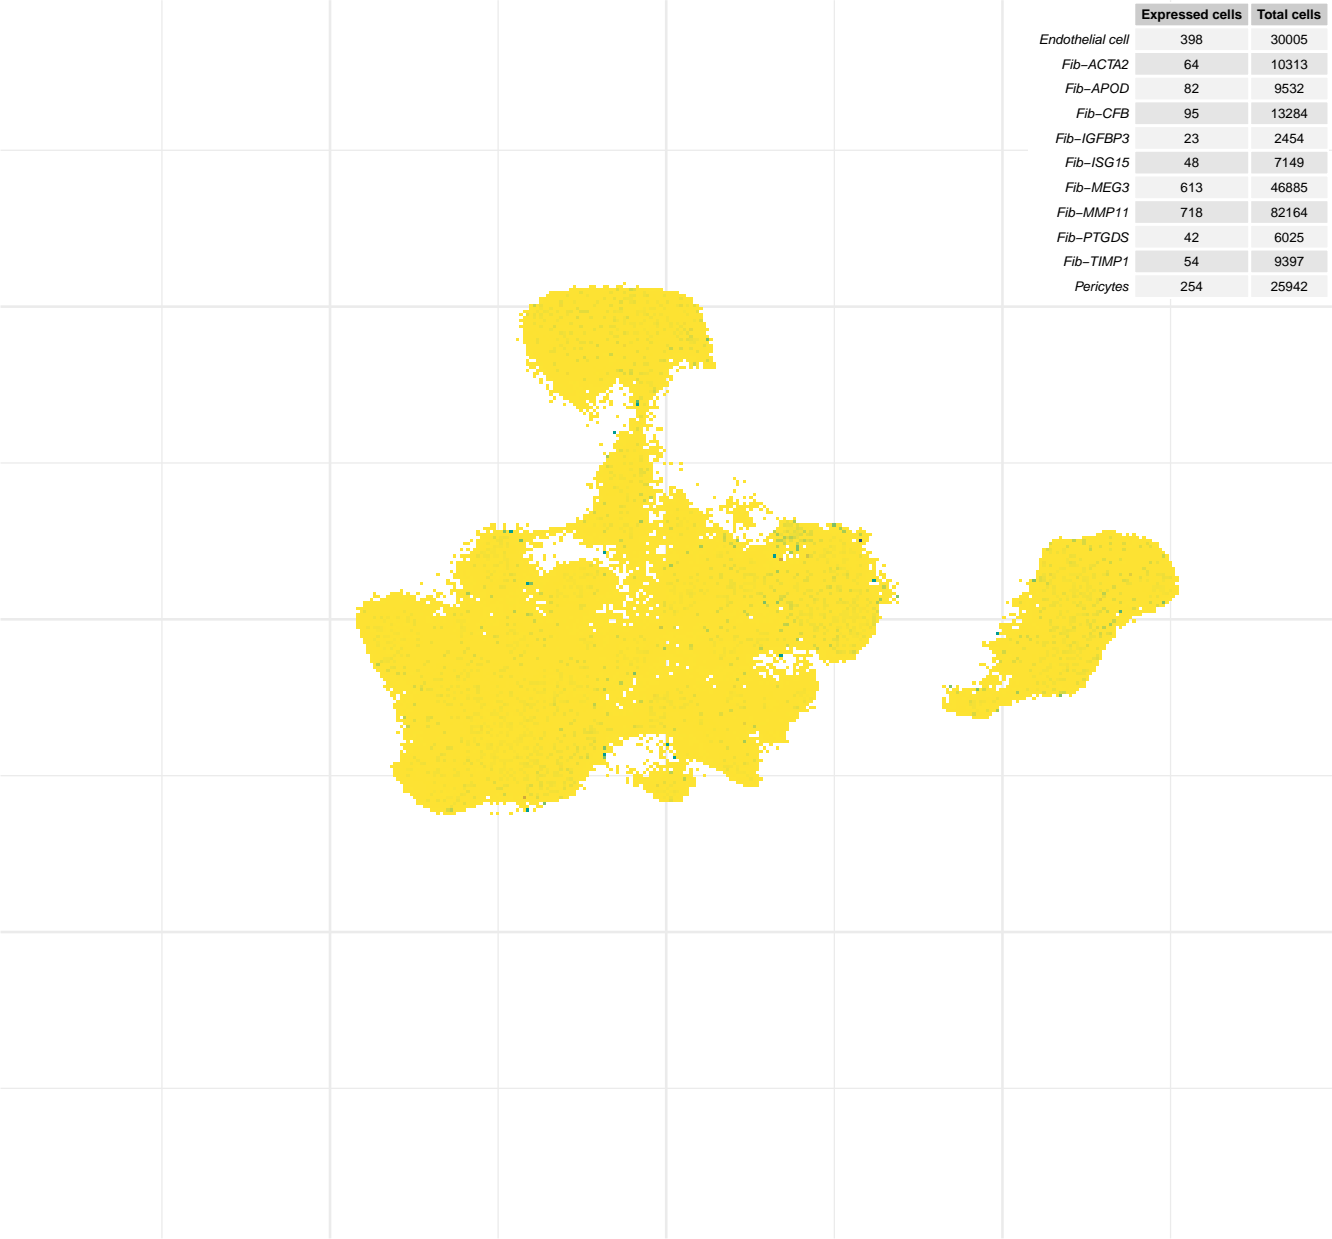 Expressed cells Total cells
Endothelial cell 398 30005
Fib−ACTA2 64 10313
Fib−APOD 82 9532
Fib−CFB 95 13284
Fib−IGFBP3 23 2454
Fib−ISG15 48 7149
Fib−MEG3 613 46885
Fib−MMP11 718 82164
Fib−PTGDS 42 6025
Fib−TIMP1 54 9397
Pericytes 254 25942